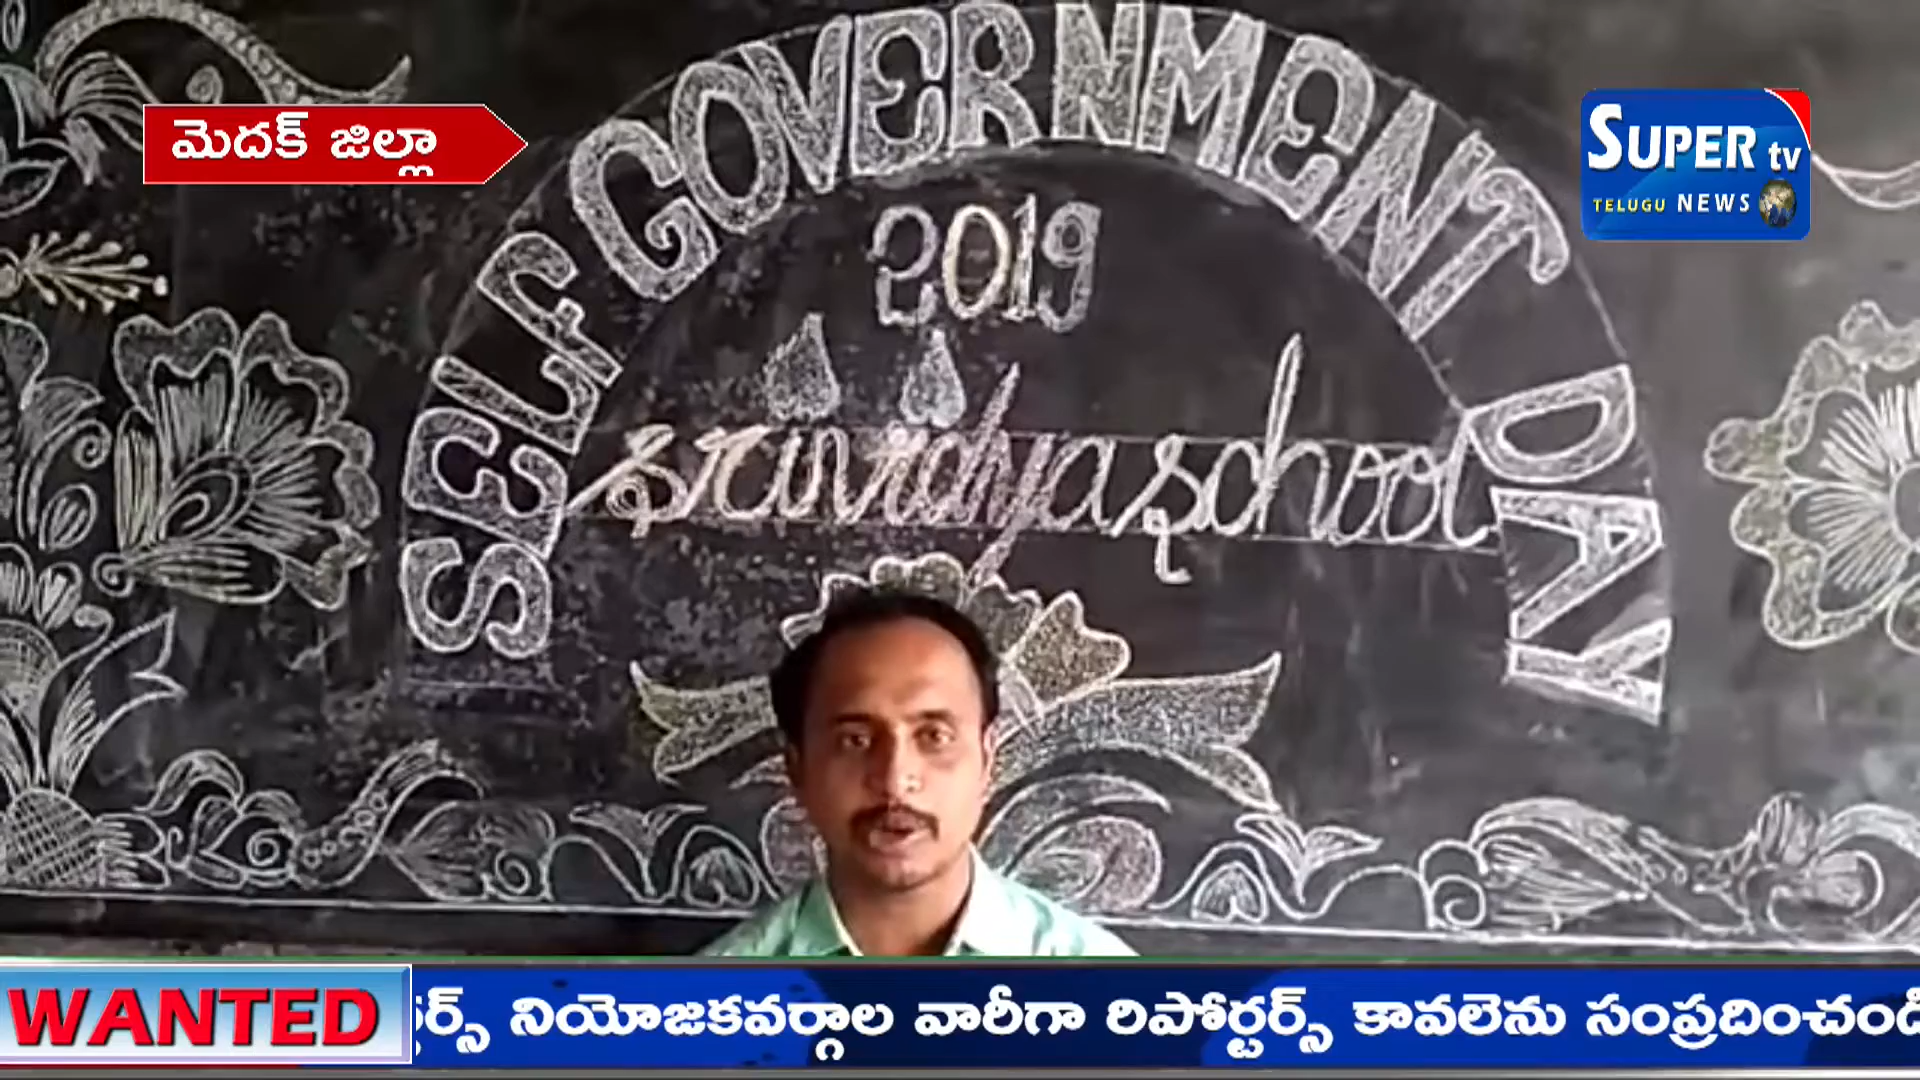 SELF GOVERNMENT DAY
2019
srividya school
మెదక్ జిల్లా
SUPER tv
TELUGU NEWS
WANTED
నియోజకవర్గాల వారీగా రిపోర్టర్స్ కావలెను సంప్రదించండి